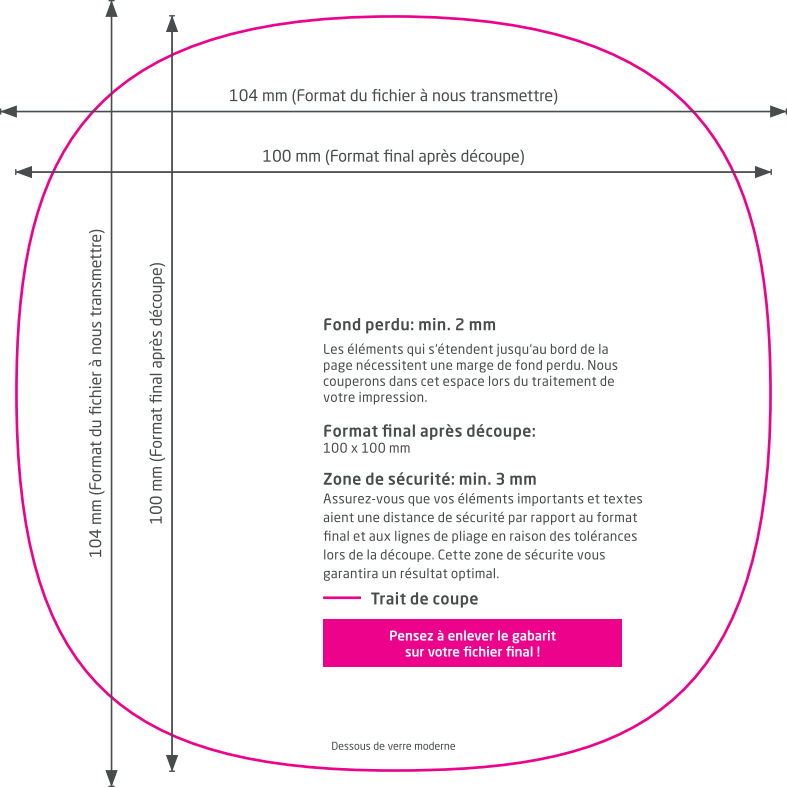 104 mm (Format du fichier à nous transmettre)
100 mm (Format final après découpe)
104 mm (Format du fichier à nous transmettre)
100 mm (Format final après découpe)
Fond perdu: min. 2 mm
Les éléments qui s'étendent jusqu'au bord de la
page nécessitent une marge de fond perdu. Nous
couperons dans cet espace lors du traitement de
votre impression.
Format final après découpe:
100 x 100 mm
Zone de sécurité: min. 3 mm
Assurez-vous que vos éléments importants et textes
aient une distance de sécurité par rapport au format
final et aux lignes de pliage en raison des tolérances
lors de la découpe. Cette zone de sécurite vous
garantira un résultat optimal.
Trait de coupe
Pensez à enlever le gabarit
sur votre fichier final !
Dessous de verre moderne